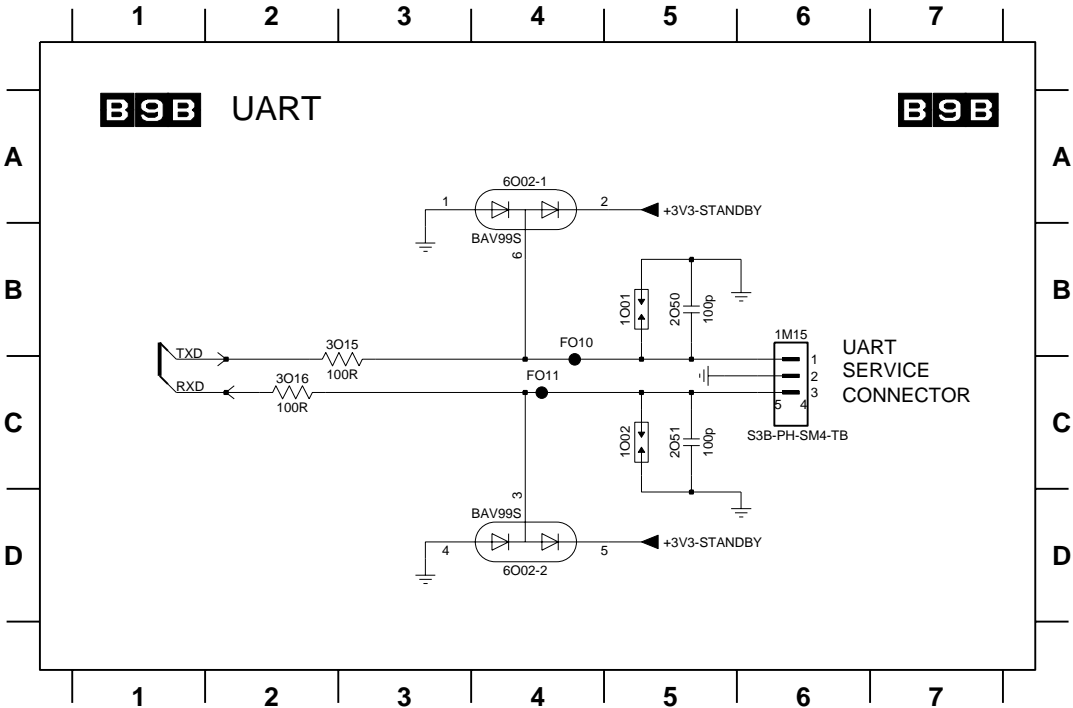 1 2 3 4 5 6 7
B9B UART B9B
A A
6O02-1
1 2 +3V3-STANDBY
BAV99S
6
B B
1O01
2O50
100p
1M15
UART
SERVICE
CONNECTOR
TXD 3O15 FO10 1
100R
2
RXD 3O16 FO11 3
100R
5 4
C C
1O02
2O51
100p
S3B-PH-SM4-TB
3
BAV99S
4 5 +3V3-STANDBY
6O02-2
D D
1 2 3 4 5 6 7